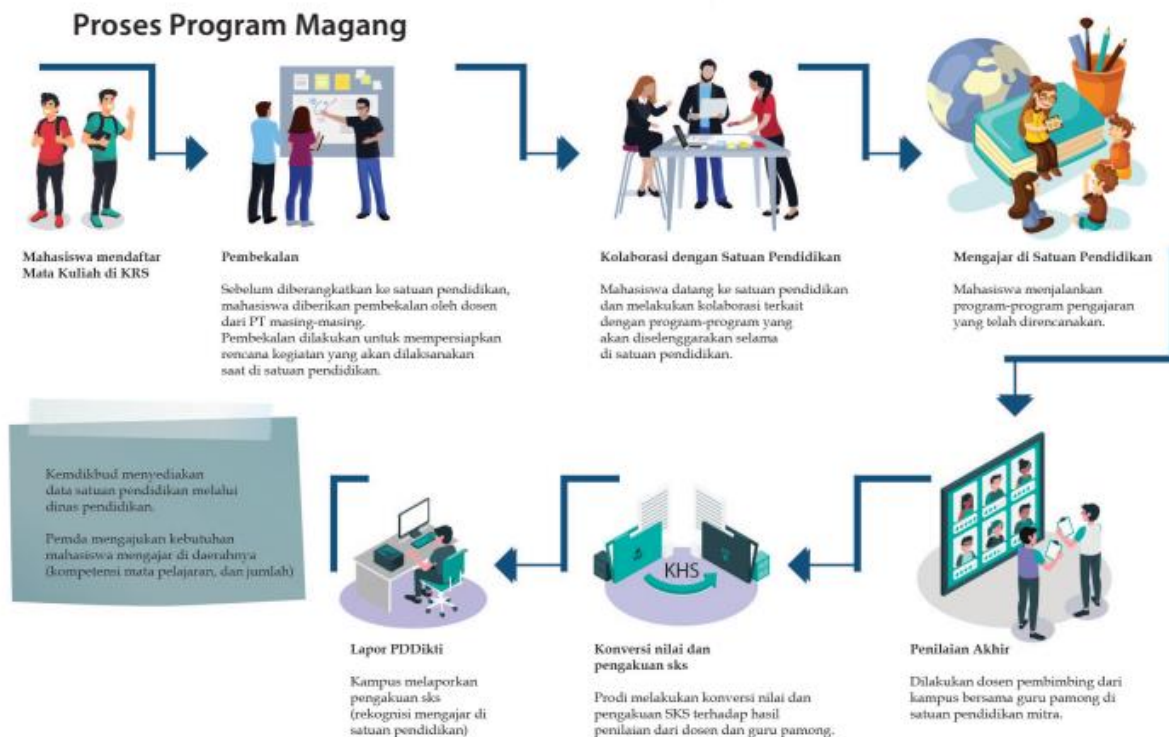 Proses Program Magang
Mahasiswa mendaftar
Mata Kuliah di KRS
Pembekalan
Sebelum diberangkatkan ke satuan pendidikan,
mahasiswa diberikan pembekalan oleh dosen
dari PT masing-masing.
Pembekalan dilakukan untuk mempersiapkan
rencana kegiatan yang akan dilaksanakan
saat di satuan pendidikan.
Kolaborasi dengan Satuan Pendidikan
Mahasiswa datang ke satuan pendidikan
dan melakukan kolaborasi terkait
dengan program-program yang
akan diselenggarakan selama
di satuan pendidikan.
Mengajar di Satuan Pendidikan
Mahasiswa menjalankan
program-program pengajaran
yang telah direncanakan.
Kemdikbud menyediakan
data satuan pendidikan melalui
dinas pendidikan.
Pemda mengajukan kebutuhan
mahasiswa mengajar di daerahnya
(kompetensi mata pelajaran, dan jumlah)
Lapor PDDikti
Kampus melaporkan
pengakuan sks
(rekognisi mengajar di
satuan pendidikan)
KHS
Konversi nilai dan
pengakuan sks
Prodi melakukan konversi nilai dan
pengakuan SKS terhadap hasil
penilaian dari dosen dan guru pamong.
Penilaian Akhir
Dilakukan dosen pembimbing dari
kampus bersama guru pamong di
satuan pendidikan mitra.